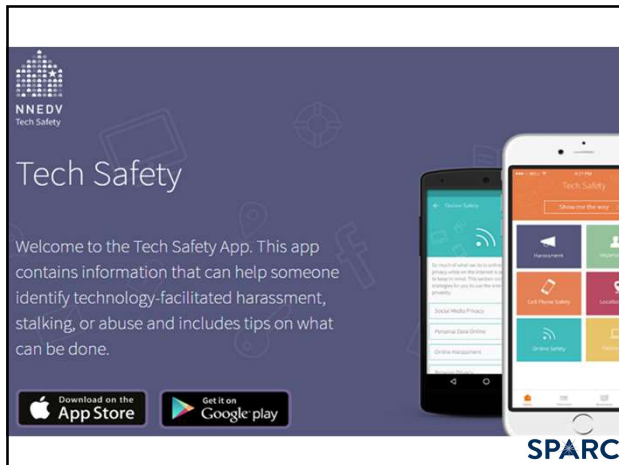 NNEDV
Tech Safety
Tech Safety
Welcome to the Tech Safety App. This app
contains information that can help someone
identify technology-facilitated harassment,
stalking, or abuse and includes tips on what
can be done.
Download on the
App Store
Get it on
Google play
Online Safety
Social Media Privacy
Personal Data Online
Online Harassment
Tech Safety
Show me the way
Harassment
Cell Phone Safety
Online Safety
SPARC